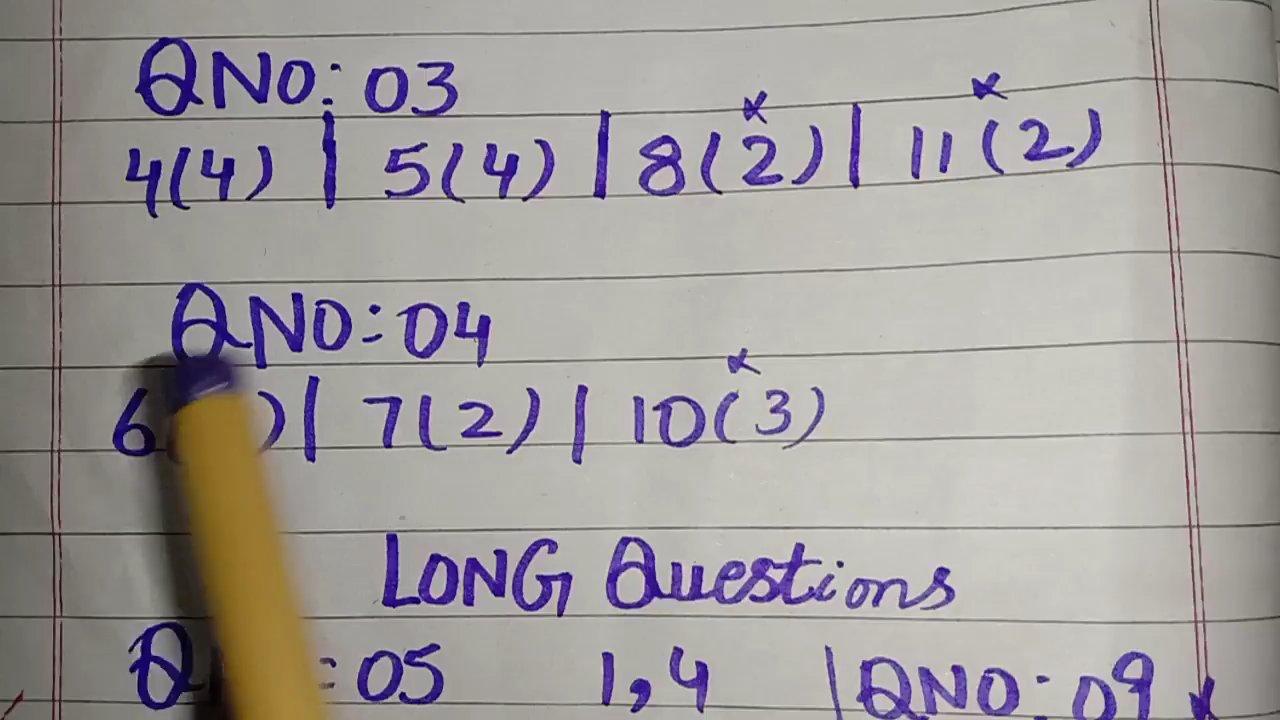 QNO: 03
4(4) | 5(4) | 8(2) | 11(2)
QNO: 04
6 ) | 7(2) | 10(3)
LONG Questions
Q : 05 1,4 | QNO: 09